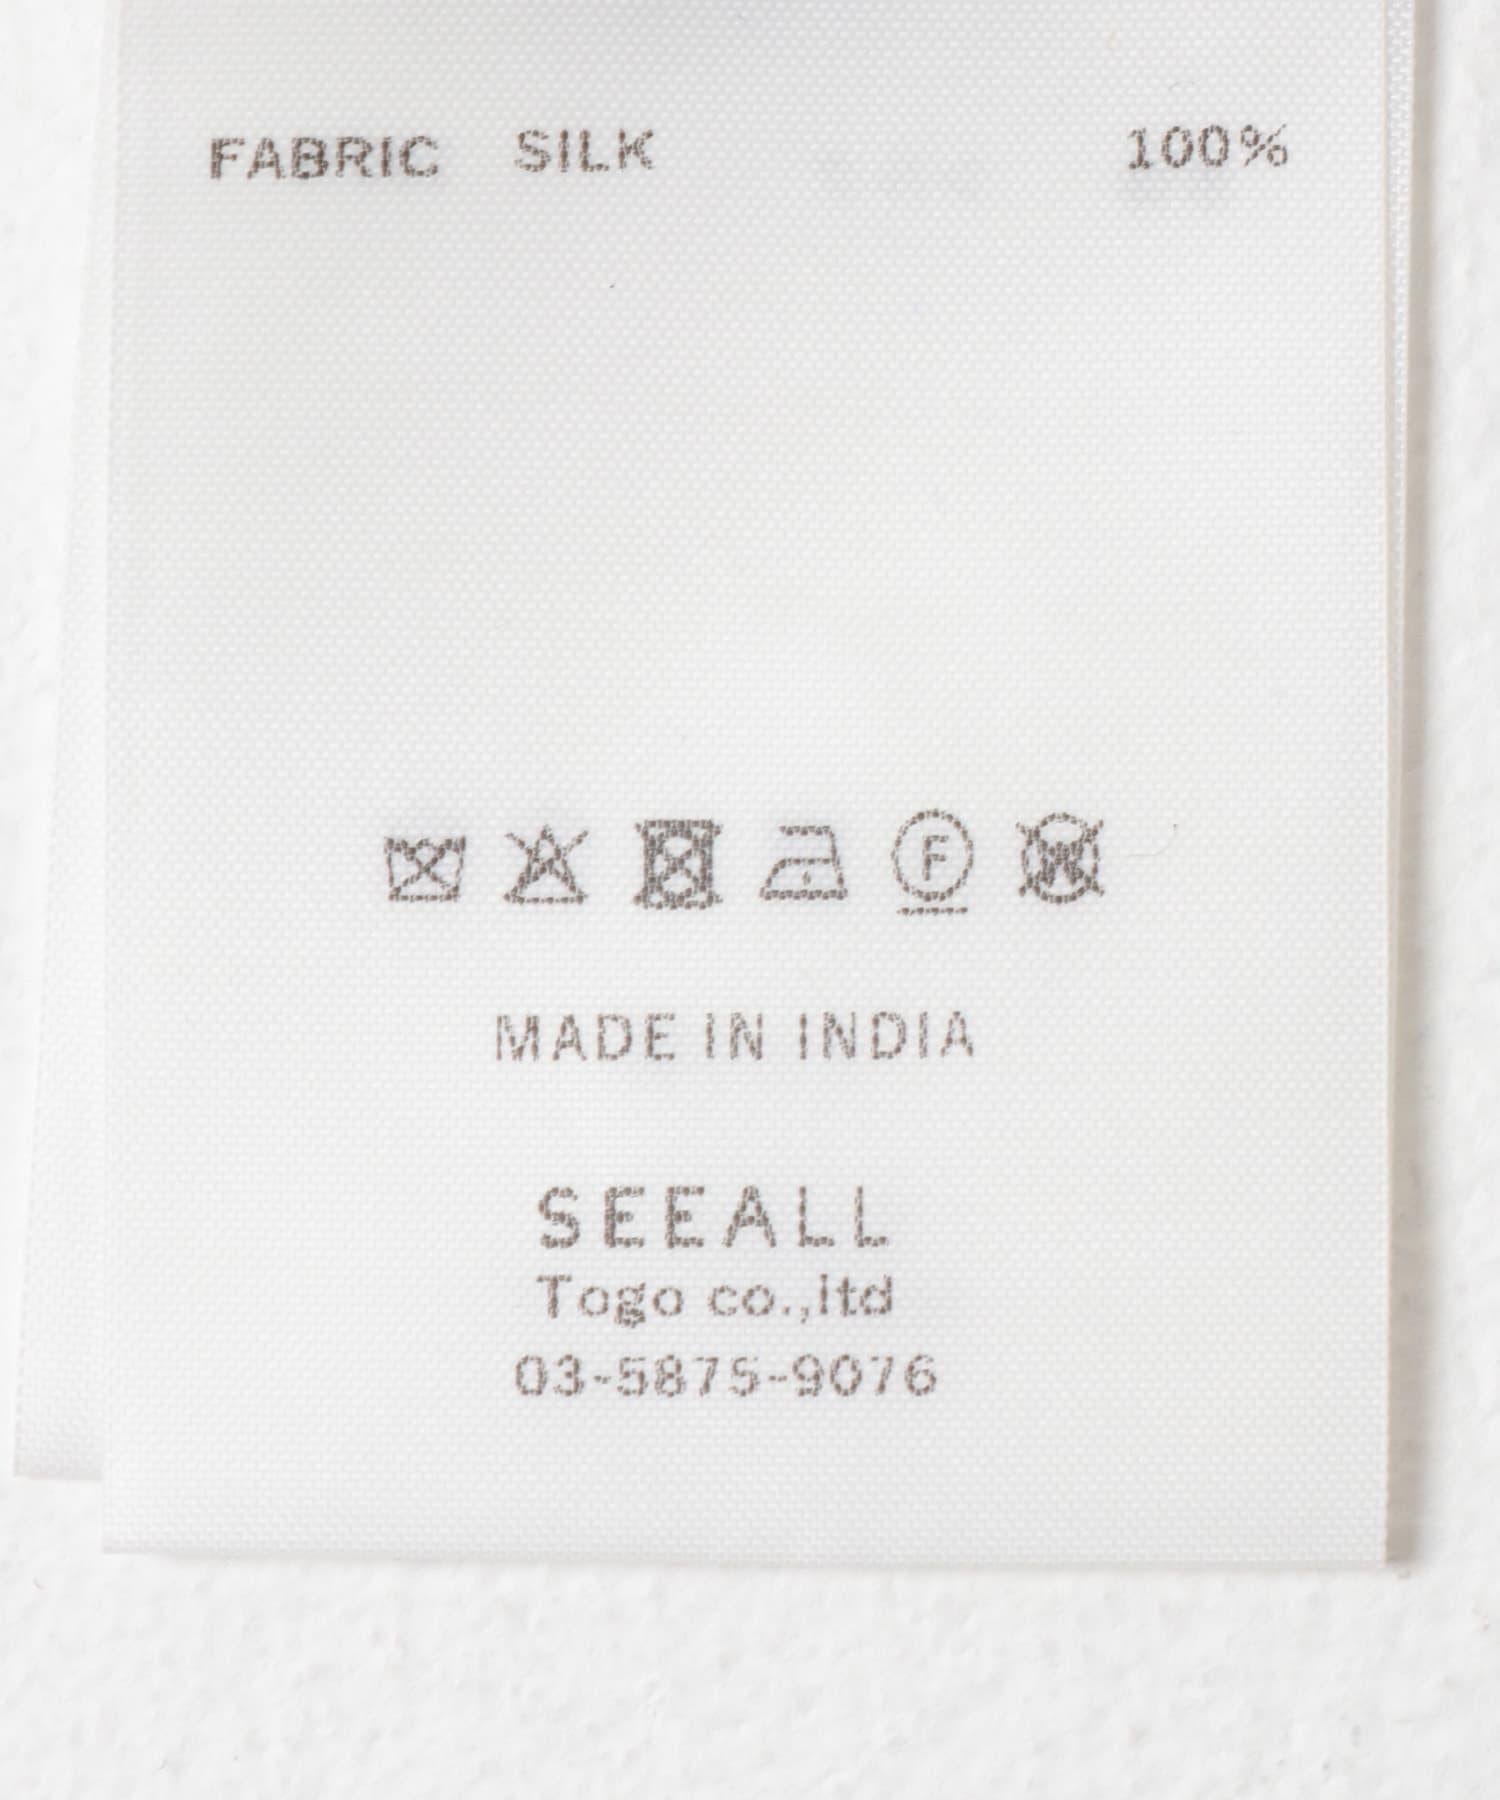 FABRIC SILK 100%
F W
MADE IN INDIA
SEEALL
Togo co.,ltd
03-5875-9076